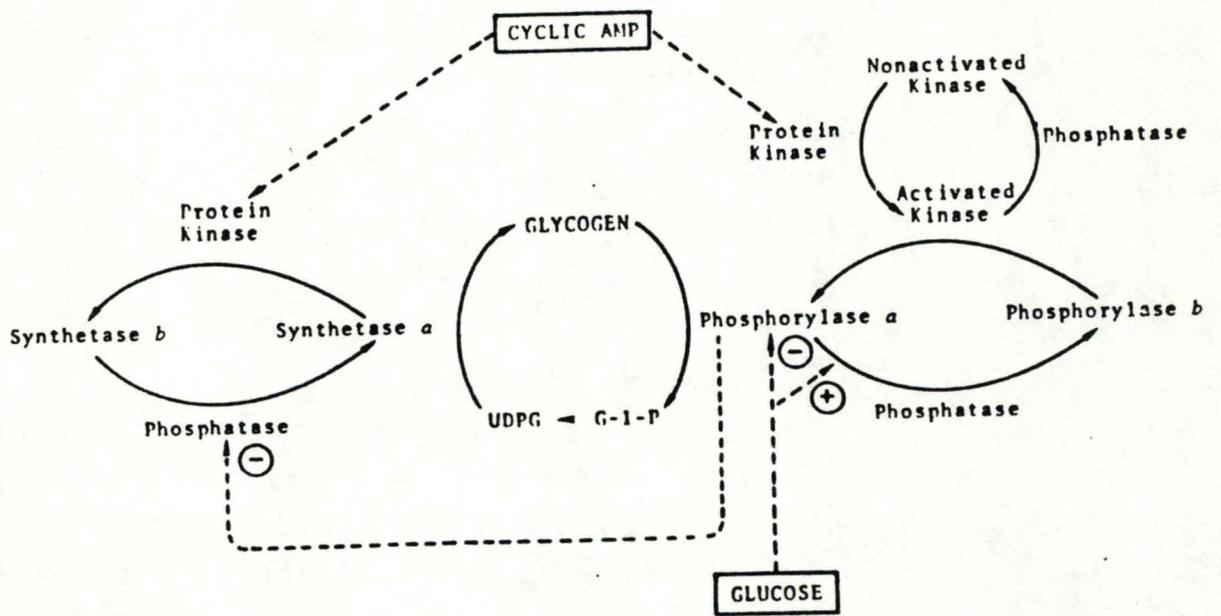 CYCLIC AMP
Nonactivated
Kinase
Protein
Kinase
Phosphatase
Activated
Kinase
Protein
Kinase
GLYCOGEN
Synthetase b
Synthetase a
Phosphorylase a
Phosphorylase b
−
+
UDPG
G-1-P
Phosphatase
Phosphatase
−
GLUCOSE